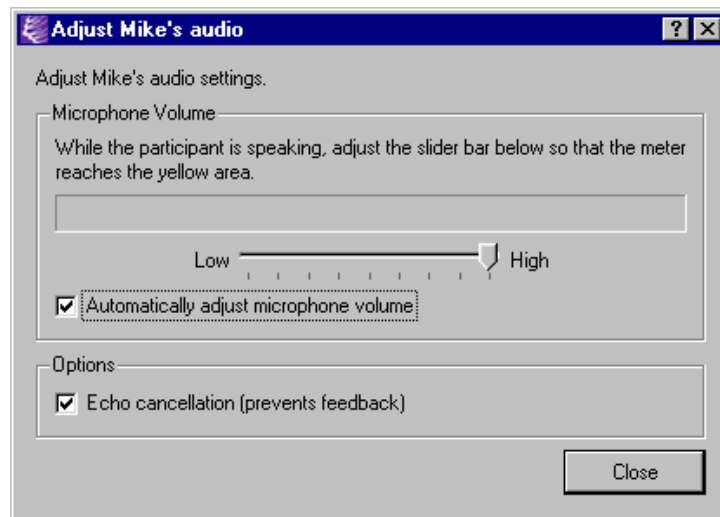 Adjust Mike's audio
Adjust Mike's audio settings.
Microphone Volume
While the participant is speaking, adjust the slider bar below so that the meter
reaches the yellow area.
Low High
Automatically adjust microphone volume
Options
Echo cancellation (prevents feedback)
Close